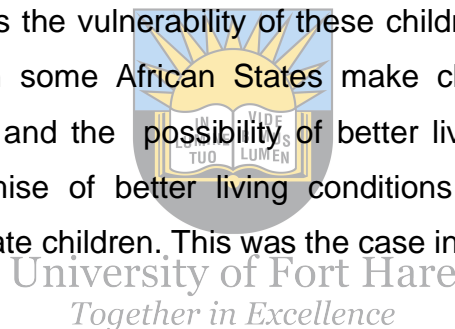 s the vulnerability of these childr
some African States make c
and the possibility of better liv
IN VIDE
TUO LUMEN
nise of better living conditions
ate children. This was the case in
University of Fort Hare
Together in Excellence